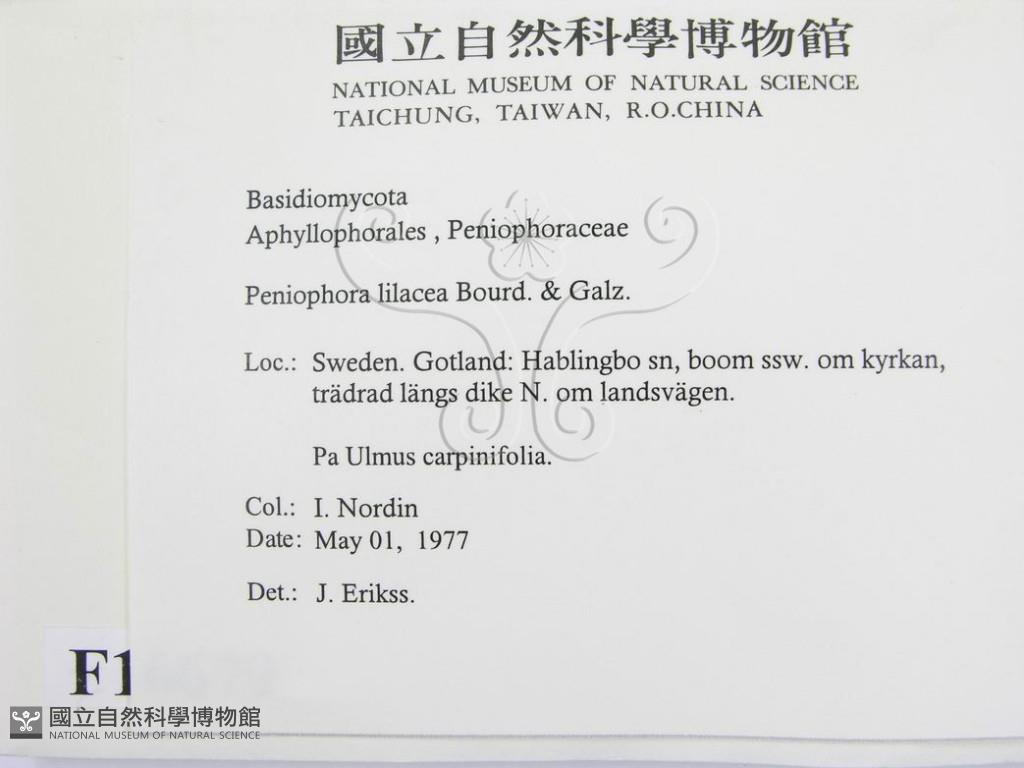 國立自然科學博物館
NATIONAL MUSEUM OF NATURAL SCIENCE
TAICHUNG, TAIWAN, R.O.CHINA
Basidiomycota
Aphyllophorales , Peniophoraceae
Peniophora lilacea Bourd. & Galz.
Loc.: Sweden. Gotland: Hablingbo sn, boom ssw. om kyrkan,
trädrad längs dike N. om landsvägen.
Pa Ulmus carpinifolia.
Col.: I. Nordin
Date: May 01, 1977
Det.: J. Erikss.
F1
國立自然科學博物館
NATIONAL MUSEUM OF NATURAL SCIENCE